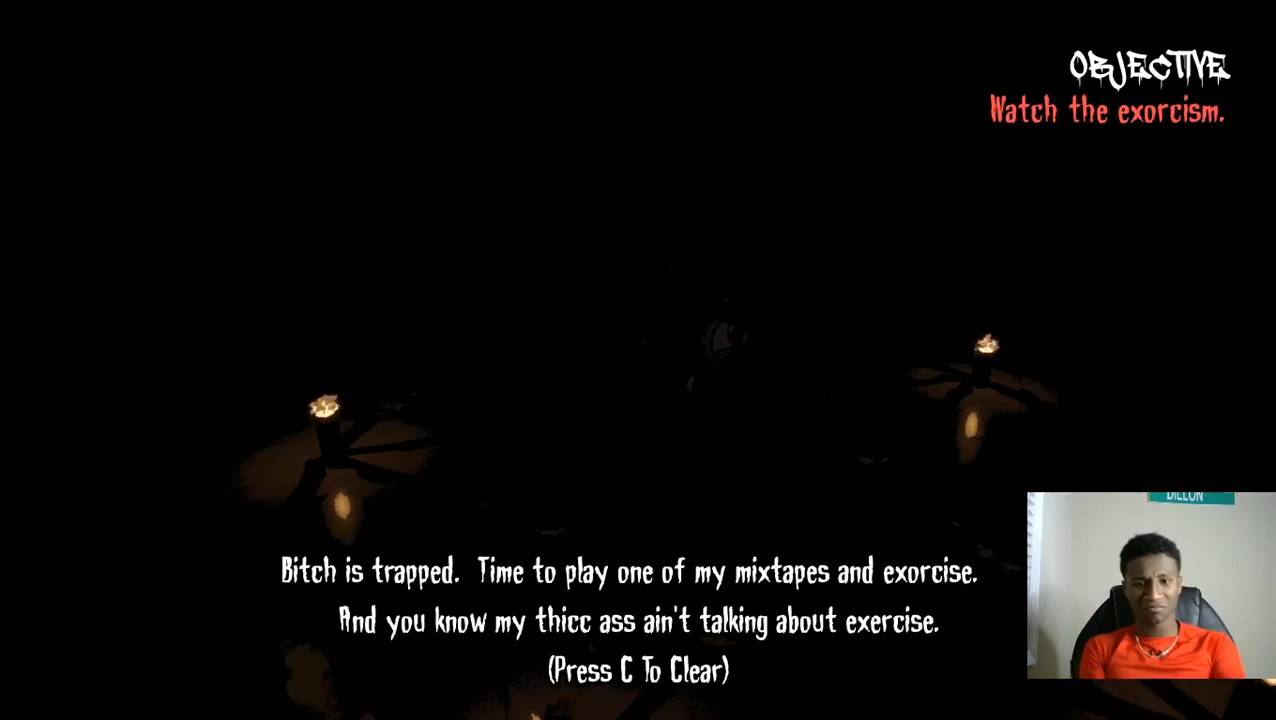 OBJECTIVE
Watch the exorcism.
DILLON
Bitch is trapped. Time to play one of my mixtapes and exorcise.
And you know my thicc ass ain't talking about exercise.
(Press C To Clear)